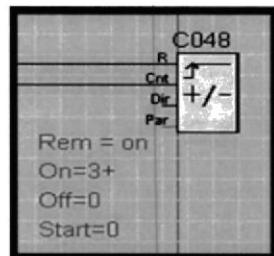 C048
R
Cnt
Dir
Par
+/-
Rem = on
On=3+
Off=0
Start=0